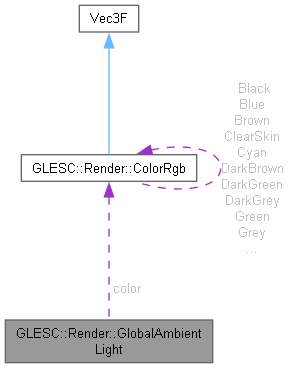 Vec3F
Black
Blue
Brown
ClearSkin
Cyan
DarkBrown
DarkGreen
DarkGrey
Green
Grey
...
GLESC::Render::ColorRgb
color
GLESC::Render::GlobalAmbient
Light